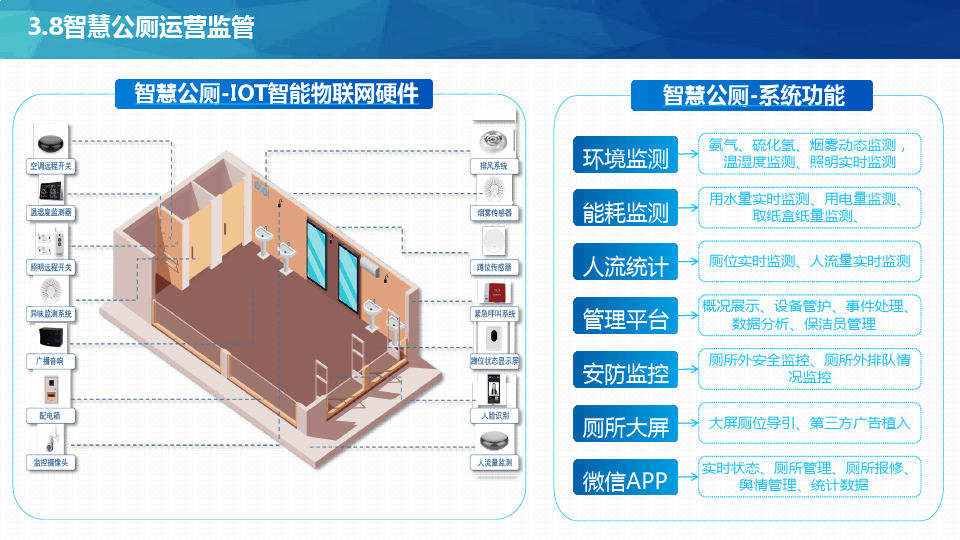 3.8智慧公厕运营监管
智慧公厕-IOT智能物联网硬件
空调远程开关
温湿度监测器
照明远程开关
异味监测系统
广播音响
配电箱
监控摄像头
排风系统
烟雾传感器
蹲位传感器
紧急呼叫系统
蹲位状态显示屏
人脸识别
人流量监测
智慧公厕-系统功能
环境监测
氨气、硫化氢、烟雾动态监测，
温湿度监测、照明实时监测
能耗监测
用水量实时监测、用电量监测、
取纸盒纸量监测、
人流统计
厕位实时监测、人流量实时监测
管理平台
概况展示、设备管护、事件处理、
数据分析、保洁员管理
安防监控
厕所外安全监控、厕所外排队情
况监控
厕所大屏
大屏厕位导引、第三方广告植入
微信APP
实时状态、厕所管理、厕所报修、
舆情管理、统计数据